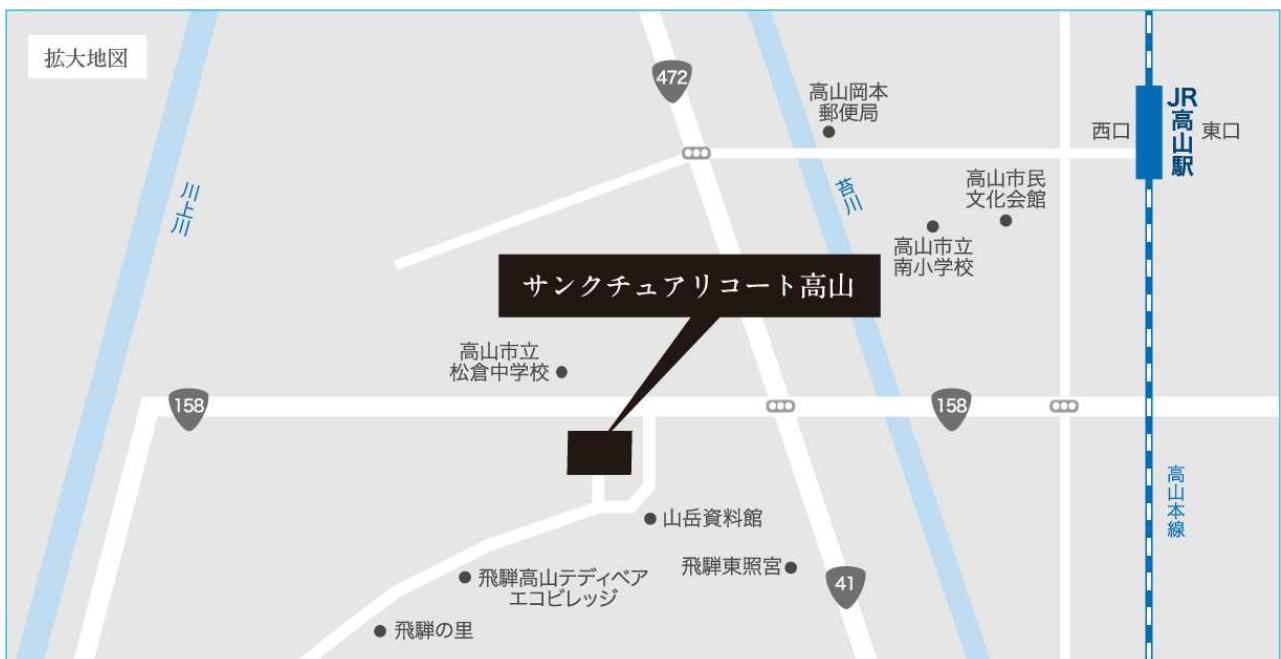 拡大地図
472
高山岡本
郵便局
JR高山駅
西口
東口
川上川
苔川
高山市民
文化会館
高山市立
南小学校
サンクチュアリコート高山
高山市立
松倉中学校
158
158
高山本線
山岳資料館
飛騨東照宮
41
飛騨高山テディベア
エコビレッジ
飛騨の里